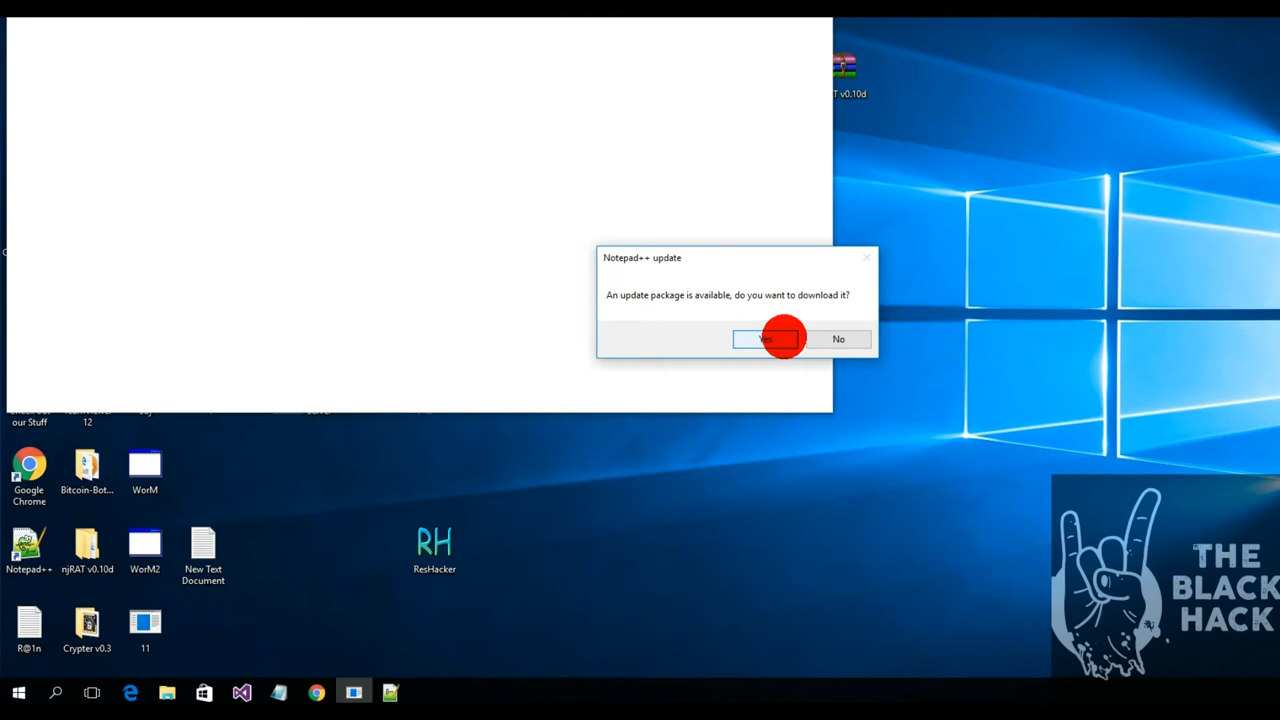 T v0.10d
Notepad++ update
An update package is available, do you want to download it?
Yes
No
our Stuff
12
Google
Chrome
Bitcoin-Bot...
WorM
Notepad++
njRAT v0.10d
WorM2
New Text
Document
RH
ResHacker
R@1n
Crypter v0.3
11
THE
BLACK
HACK